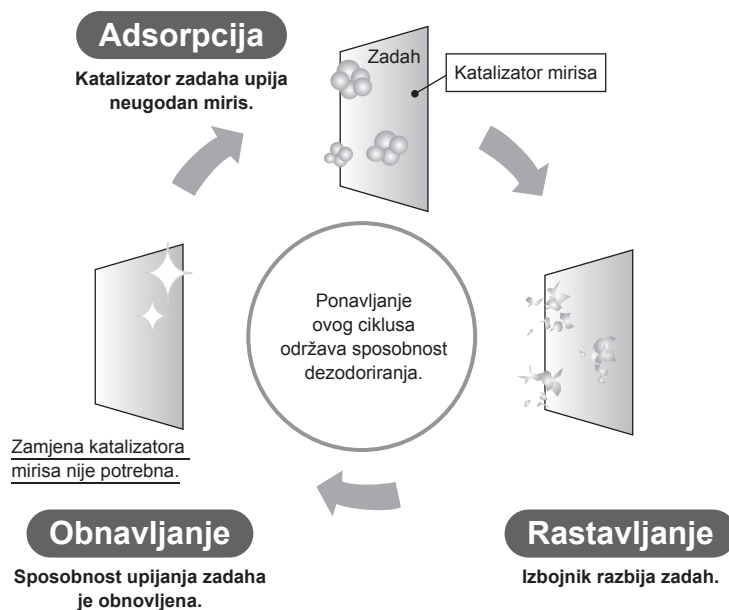 Adsorpcija
Katalizator zadaha upija
neugodan miris.
Zadah
Katalizator mirisa
Ponavljanje
ovog ciklusa
održava sposobnost
dezodoriranja.
Zamjena katalizatora
mirisa nije potrebna.
Obnavljanje
Sposobnost upijanja zadaha
je obnovljena.
Rastavljanje
Izbojnik razbija zadah.